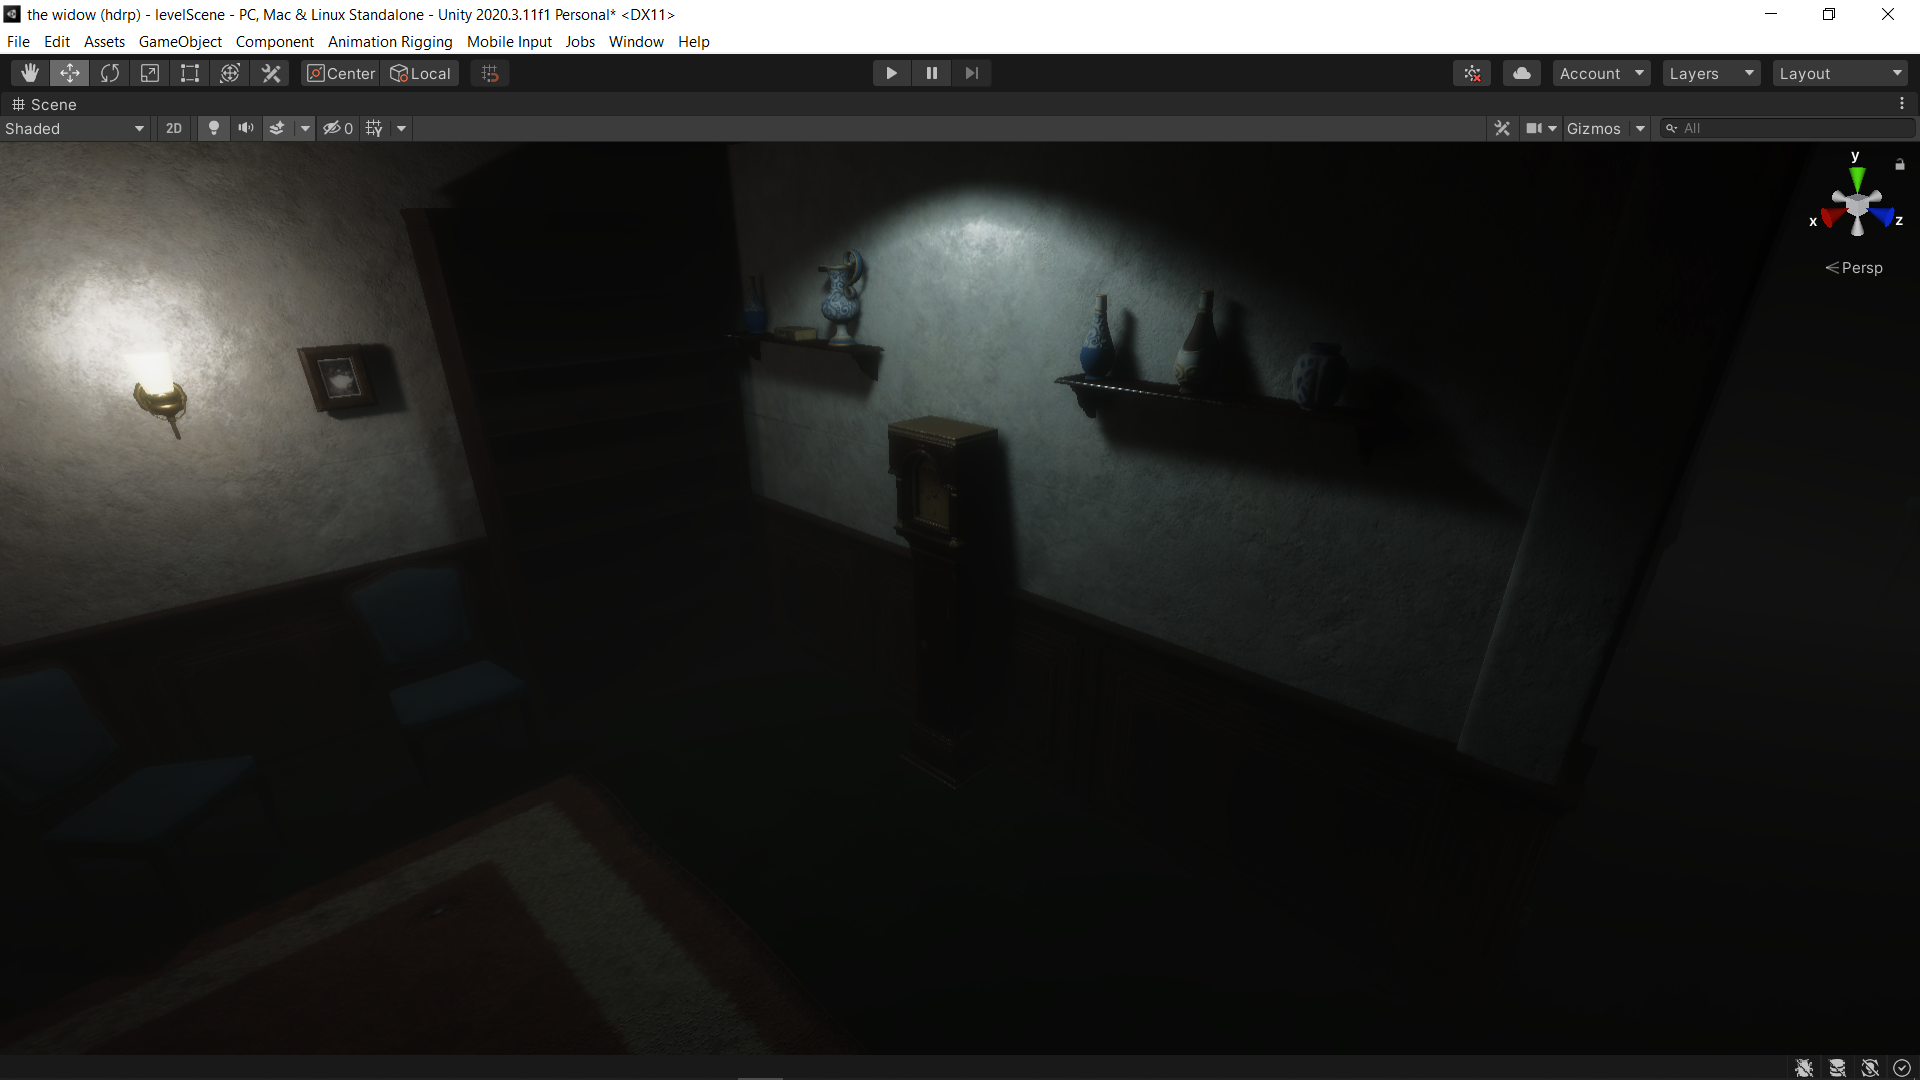 the widow (hdrp) - levelScene - PC, Mac & Linux Standalone - Unity 2020.3.11f1 Personal* <DX11>
File Edit Assets GameObject Component Animation Rigging Mobile Input Jobs Window Help
Center Local Account Layers Layout
Scene
Shaded 2D 0 Gizmos All
y
x z
Persp